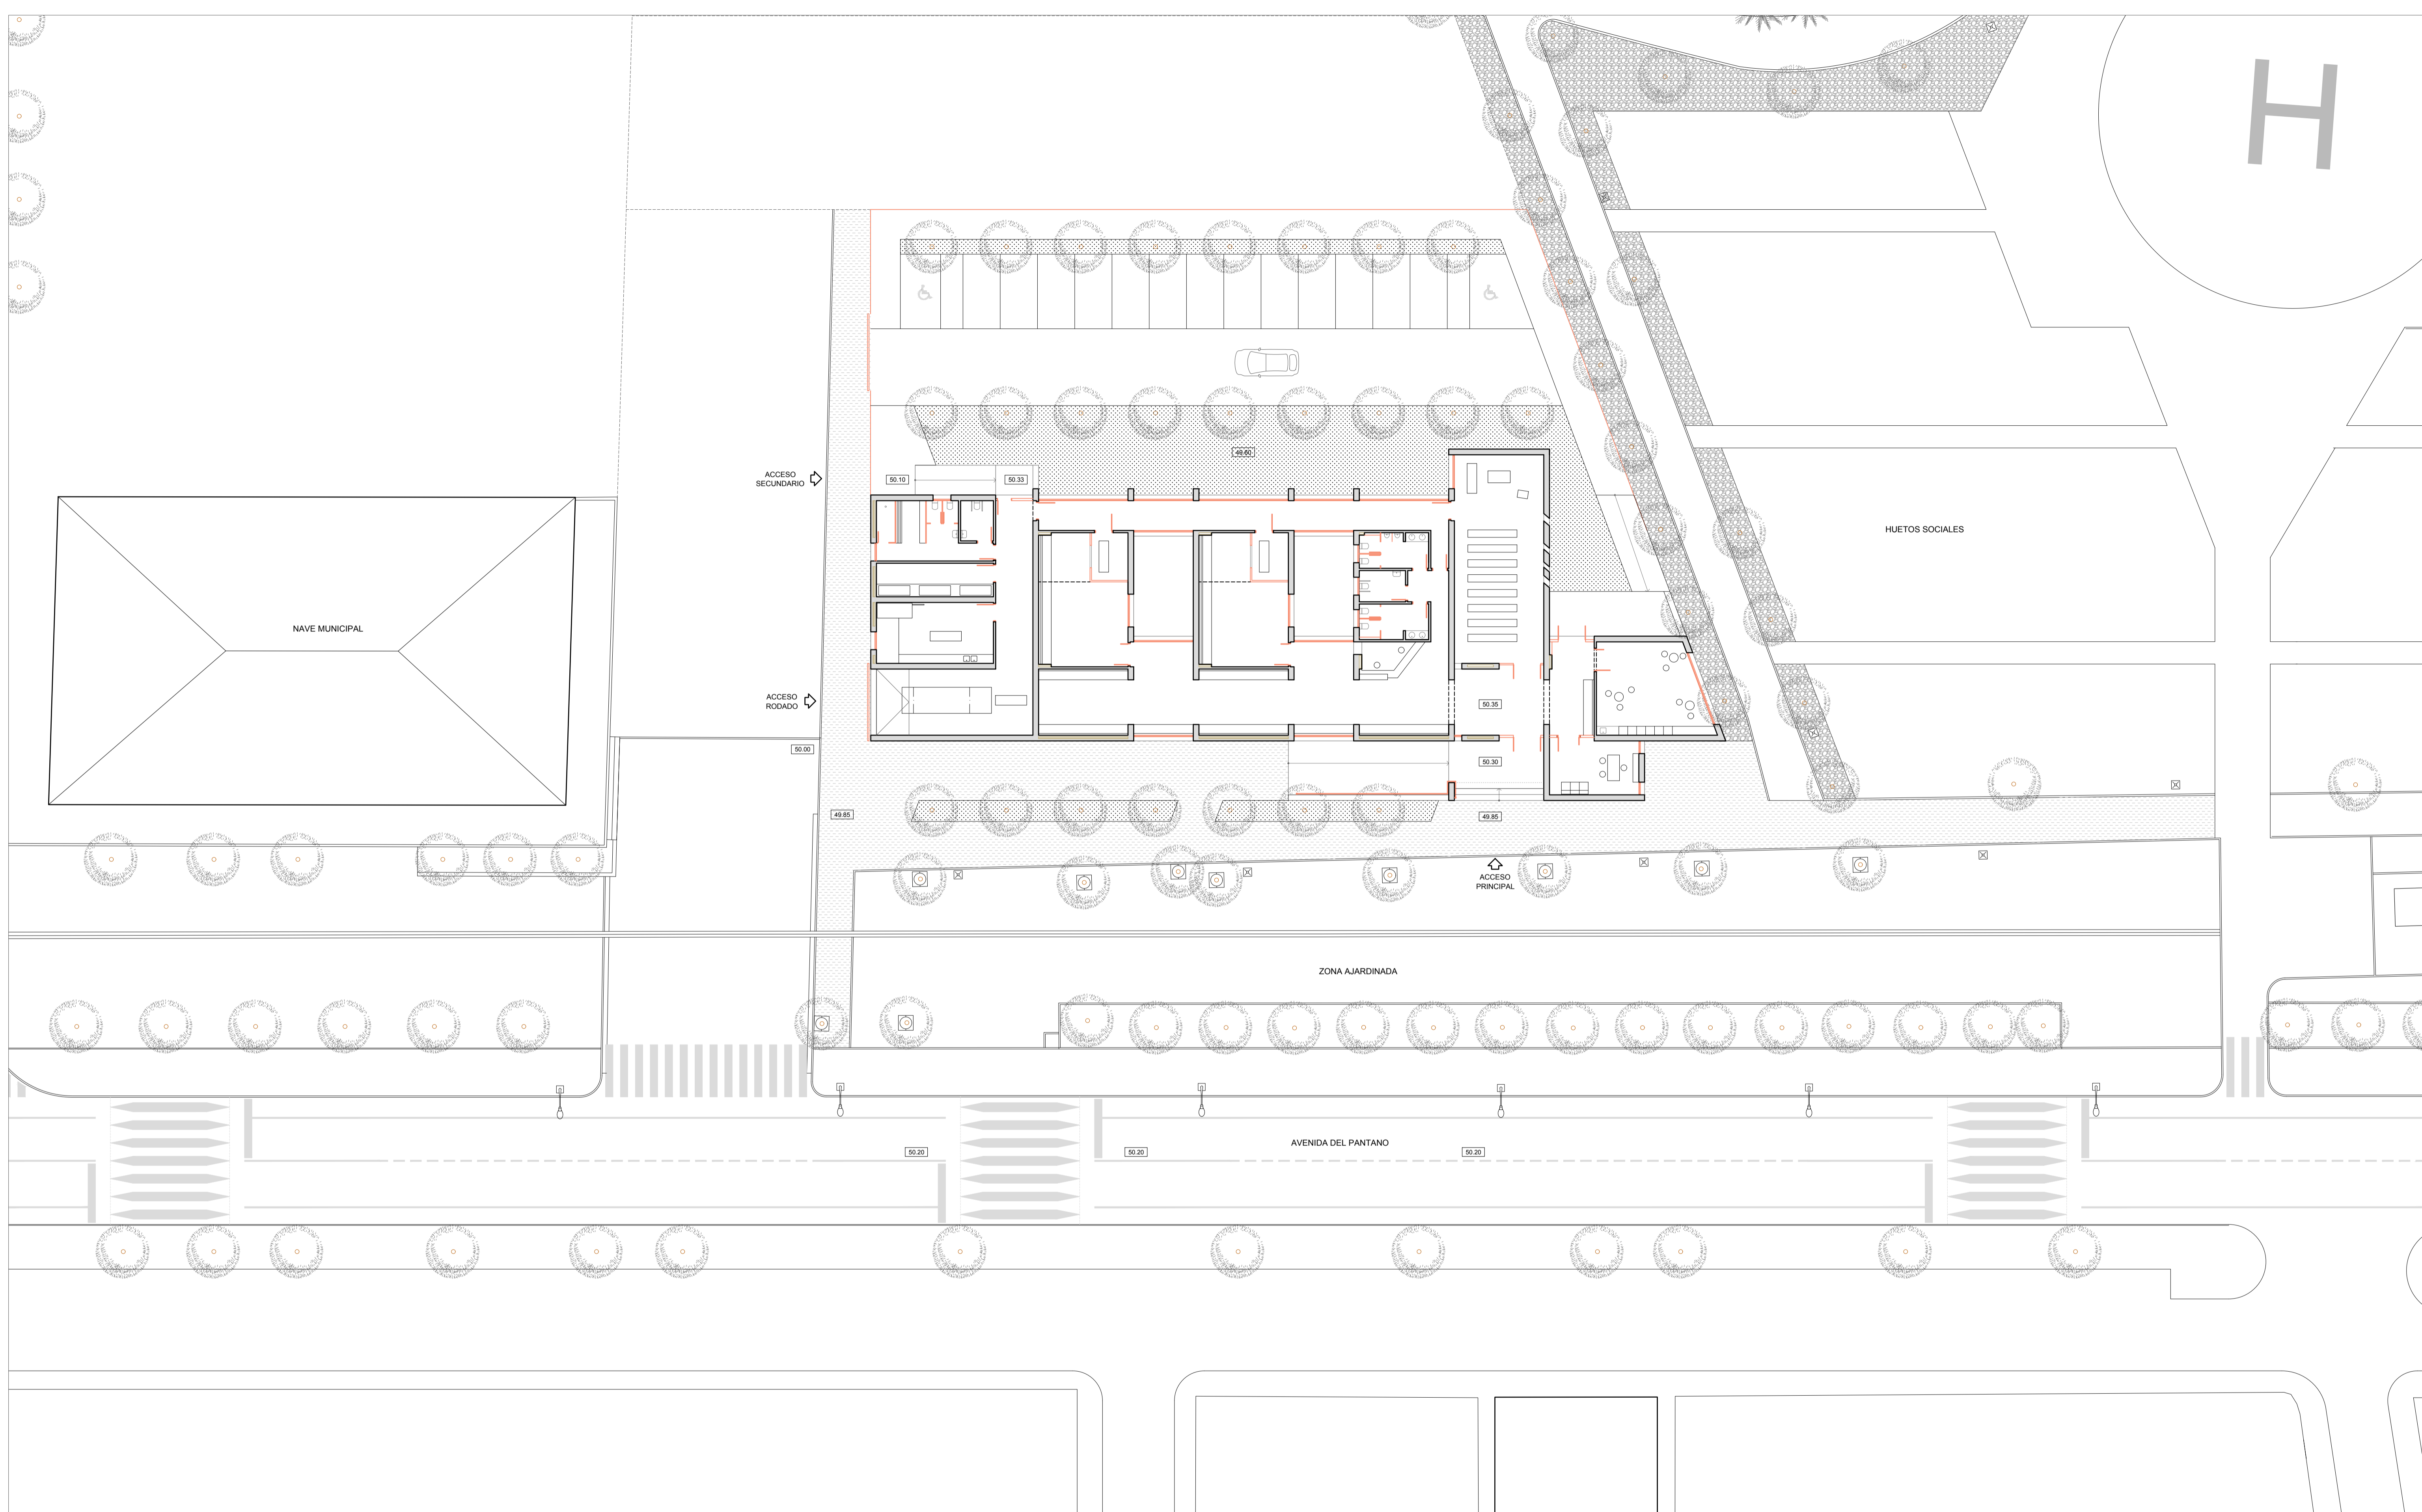 H
49.60
ACCESO
SECUNDARIO
50.10
50.33
HUETOS SOCIALES
NAVE MUNICIPAL
ACCESO
RODADO
50.35
50.00
50.30
49.85
49.85
ACCESO
PRINCIPAL
ZONA AJARDINADA
AVENIDA DEL PANTANO
50.20
50.20
50.20